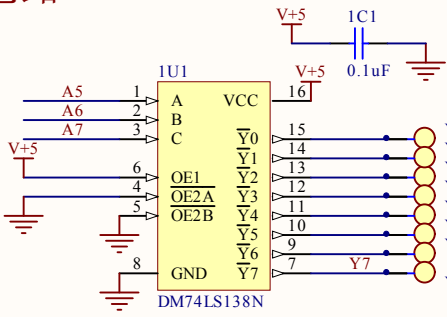 V+5
1C1
0.1uF
1U1
V+5
A5
A6
A7
1
2
3
A
B
C
VCC
16
V+5
6
4
5
OE1
OE2A
OE2B
8
GND
Y0
Y1
Y2
Y3
Y4
Y5
Y6
Y7
15
14
13
12
11
10
9
7
Y7
DM74LS138N